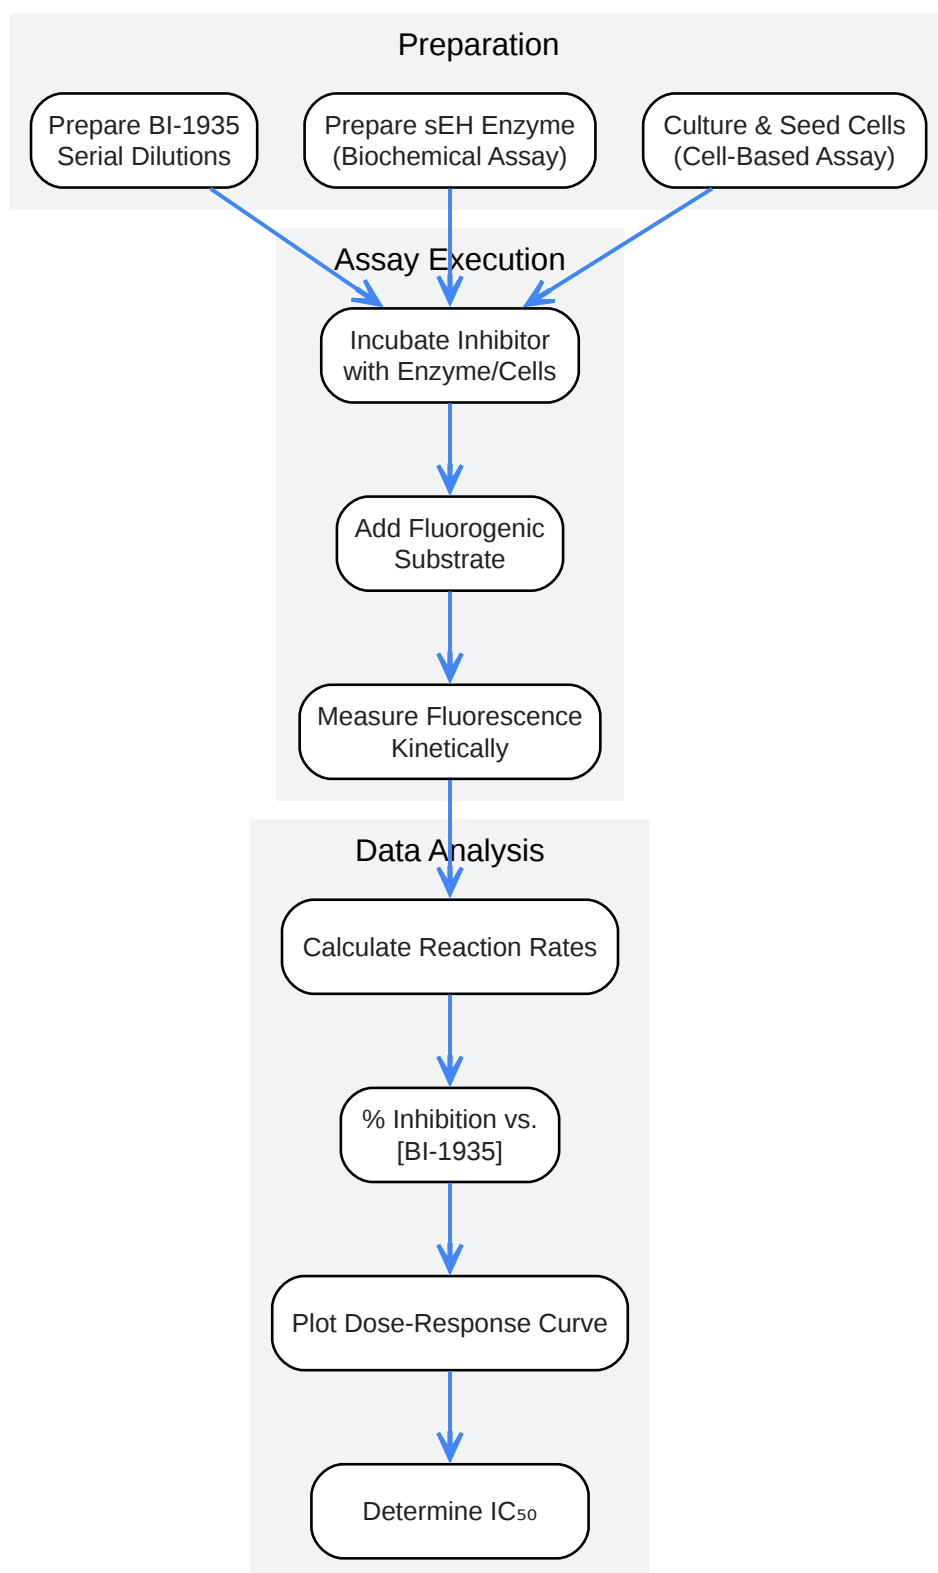 Preparation
Prepare BI-1935
Serial Dilutions
Prepare sEH Enzyme
(Biochemical Assay)
Culture & Seed Cells
(Cell-Based Assay)
Assay Execution
Incubate Inhibitor
with Enzyme/Cells
Add Fluorogenic
Substrate
Measure Fluorescence
Kinetically
Data Analysis
Calculate Reaction Rates
% Inhibition vs.
[BI-1935]
Plot Dose-Response Curve
Determine IC₅₀